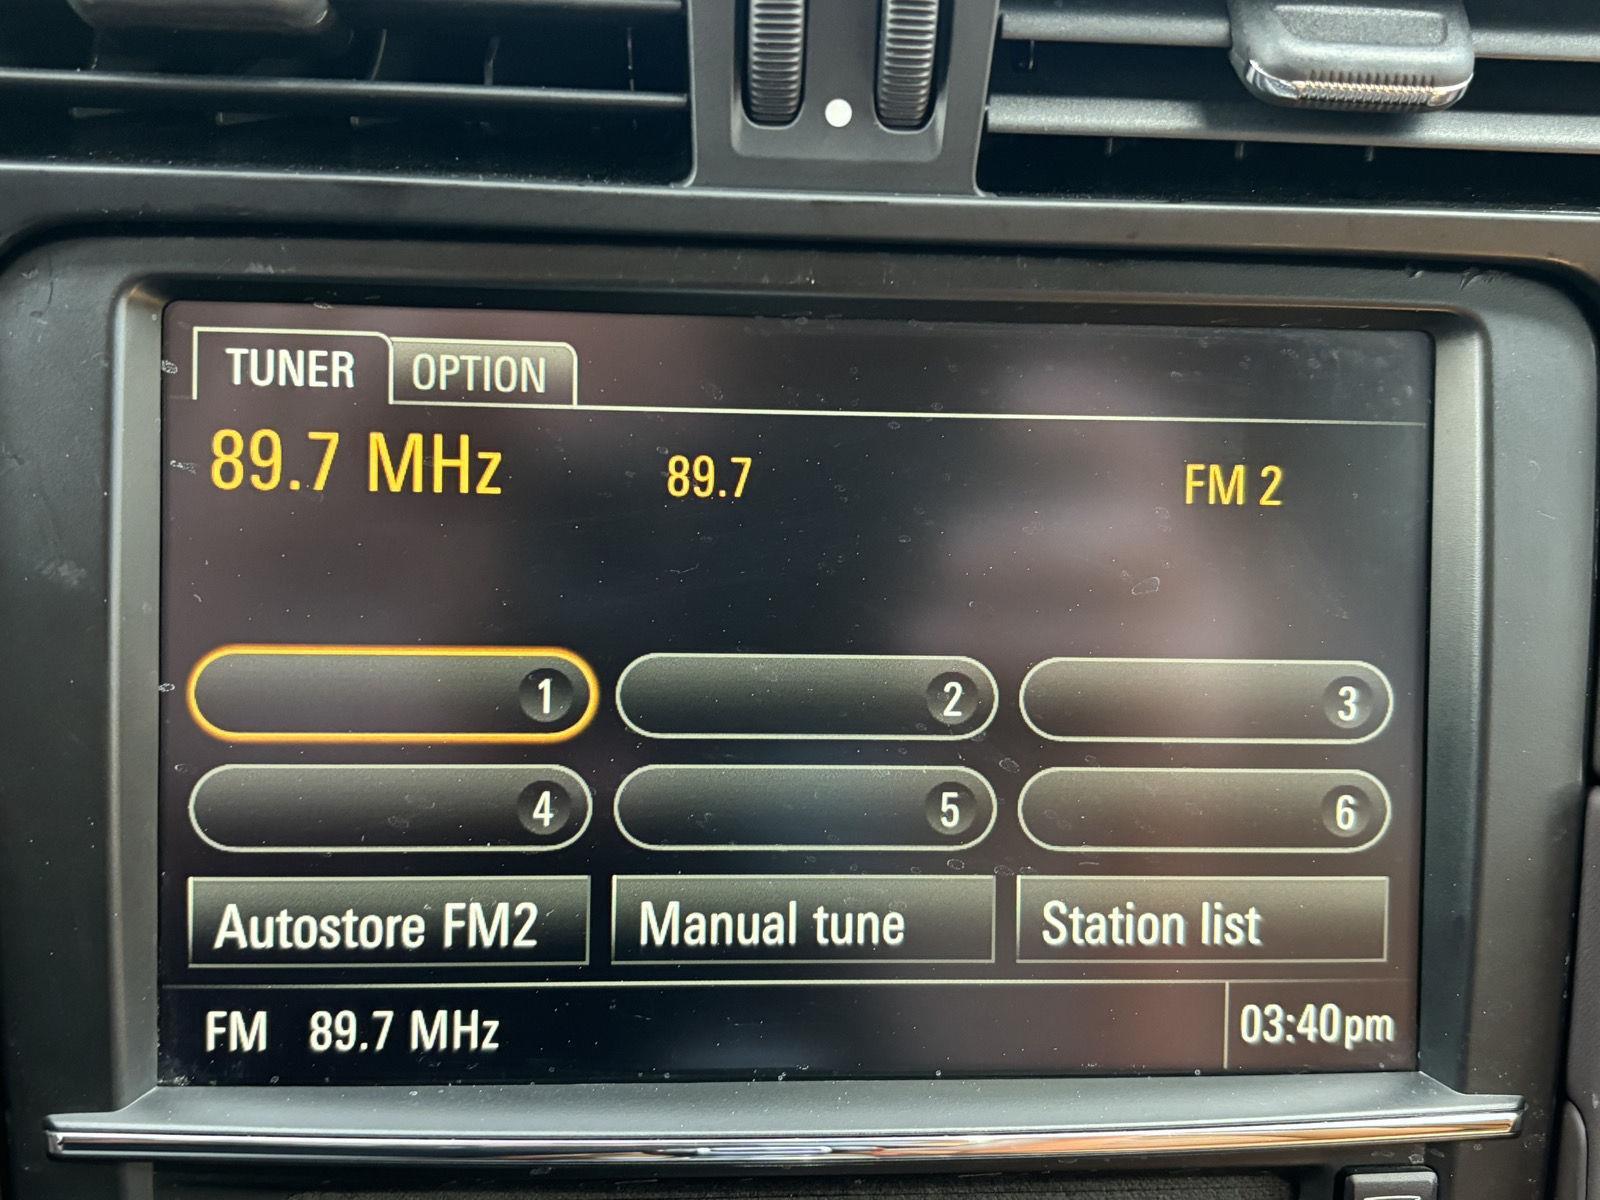 TUNER OPTION
89.7 MHz 89.7 FM 2
1 2 3
4 5 6
Autostore FM2 Manual tune Station list
FM 89.7 MHz 03:40pm